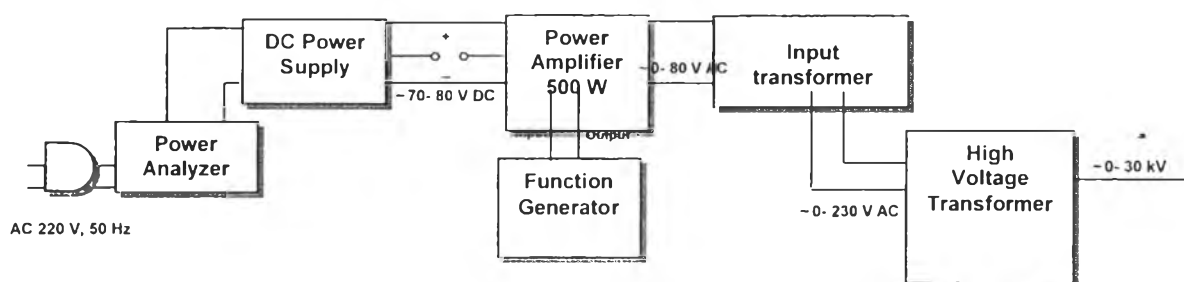 DC Power
Supply
+
–
~70- 80 V DC
Power
Amplifier
500 W
~0- 80 V AC
Input
transformer
Output
Power
Analyzer
AC 220 V, 50 Hz
Function
Generator
~0- 230 V AC
High
Voltage
Transformer
~0- 30 kV